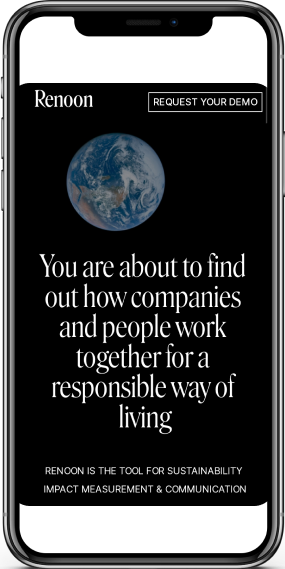 Renoon
REQUEST YOUR DEMO
You are about to find
out how companies
and people work
together for a
responsible way of
living
RENOON IS THE TOOL FOR SUSTAINABILITY
IMPACT MEASUREMENT & COMMUNICATION